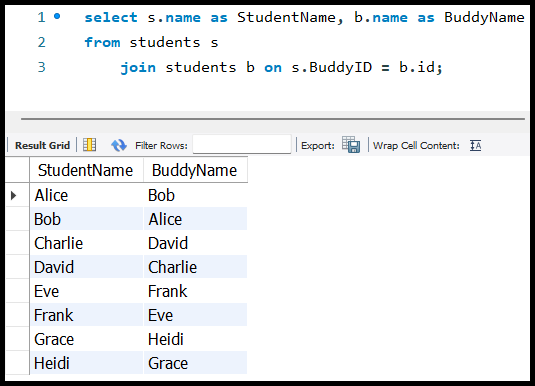 1 select s.name as StudentName, b.name as BuddyName
2 from students s
3 join students b on s.BuddyID = b.id;
Result Grid Filter Rows: Export: Wrap Cell Content:
StudentName BuddyName
Alice Bob
Bob Alice
Charlie David
David Charlie
Eve Frank
Frank Eve
Grace Heidi
Heidi Grace